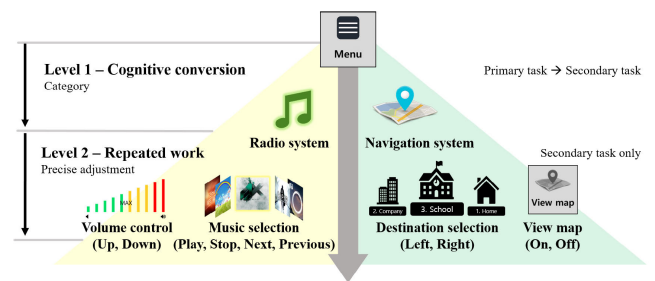 Menu
Level 1 – Cognitive conversion
Category
Primary task → Secondary task
Radio system
Navigation system
Level 2 – Repeated work
Precise adjustment
Secondary task only
MAX
2. Company
3. School
1. Home
View map
Volume control
(Up, Down)
Music selection
(Play, Stop, Next, Previous)
Destination selection
(Left, Right)
View map
(On, Off)